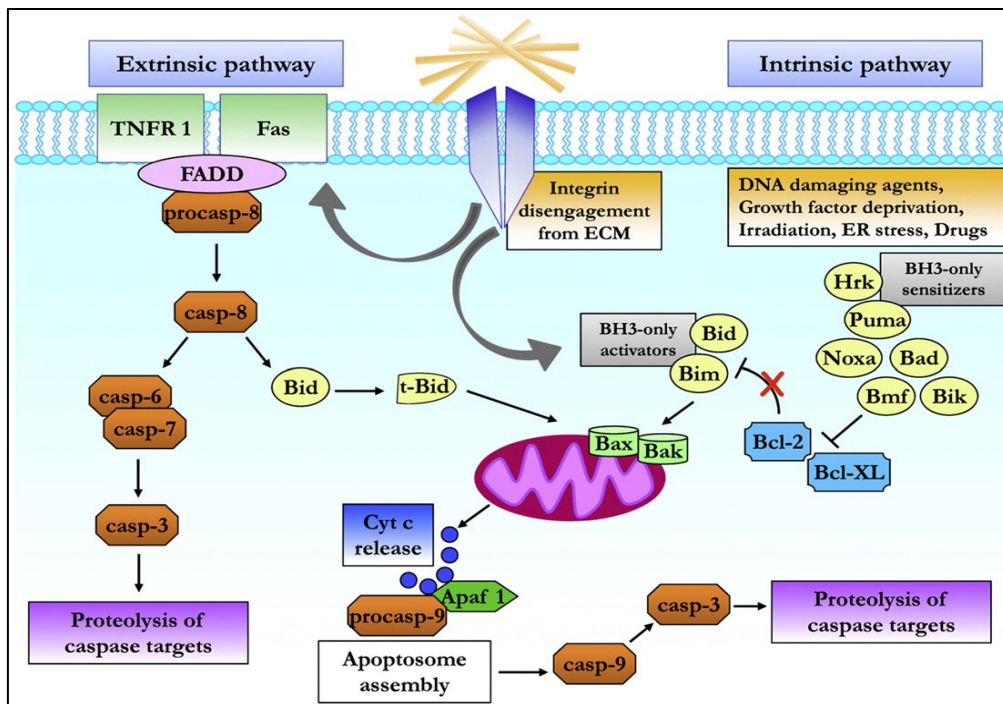 Extrinsic pathway
Intrinsic pathway
TNFR 1
Fas
FADD
procasp-8
Integrin
disengagement
from ECM
DNA damaging agents,
Growth factor deprivation,
Irradiation, ER stress, Drugs
casp-8
casp-6
casp-7
Bid
t-Bid
casp-3
Proteolysis of
caspase targets
BH3-only
activators
Bid
Bim
Bax
Bak
Hrk
BH3-only
sensitizers
Puma
Noxa
Bad
Bmf
Bik
Bcl-2
Bcl-XL
Cyt c
release
Apaf 1
procasp-9
Apoptosome
assembly
casp-9
casp-3
Proteolysis of
caspase targets